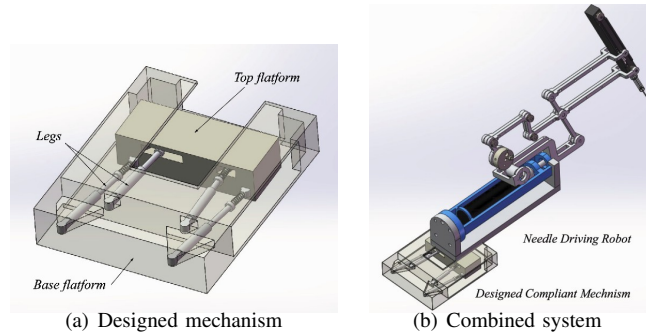 Top flatform
Legs
Base flatform
Needle Driving Robot
Designed Compliant Mechnism
(a) Designed mechanism
(b) Combined system